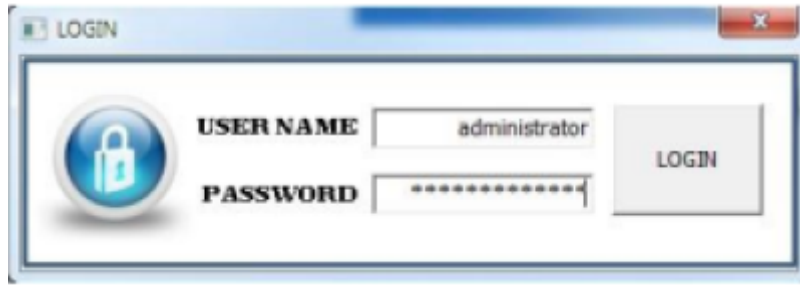 LOGIN
USER NAME administrator
PASSWORD *************
LOGIN